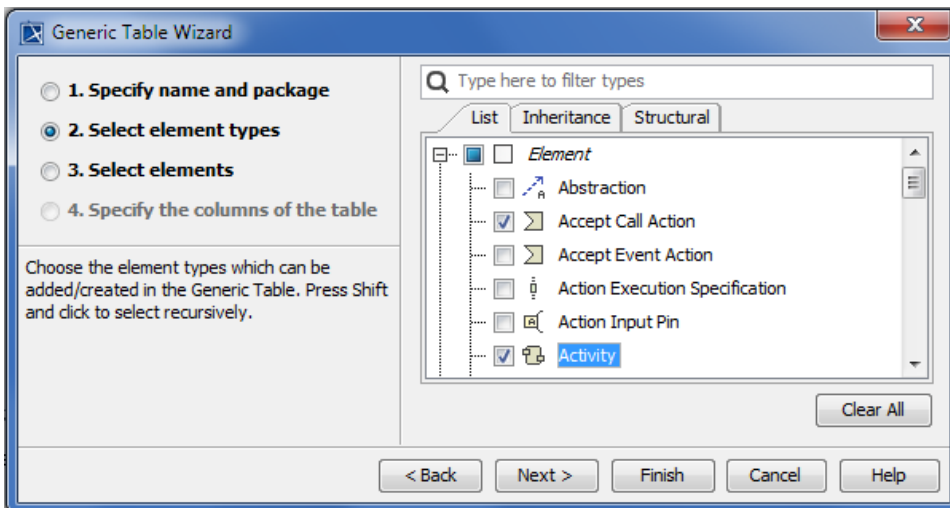 Generic Table Wizard
1. Specify name and package
2. Select element types
3. Select elements
4. Specify the columns of the table
Choose the element types which can be
added/created in the Generic Table. Press Shift
and click to select recursively.
Type here to filter types
List Inheritance Structural
Element
Abstraction
Accept Call Action
Accept Event Action
Action Execution Specification
Action Input Pin
Activity
Clear All
< Back Next > Finish Cancel Help